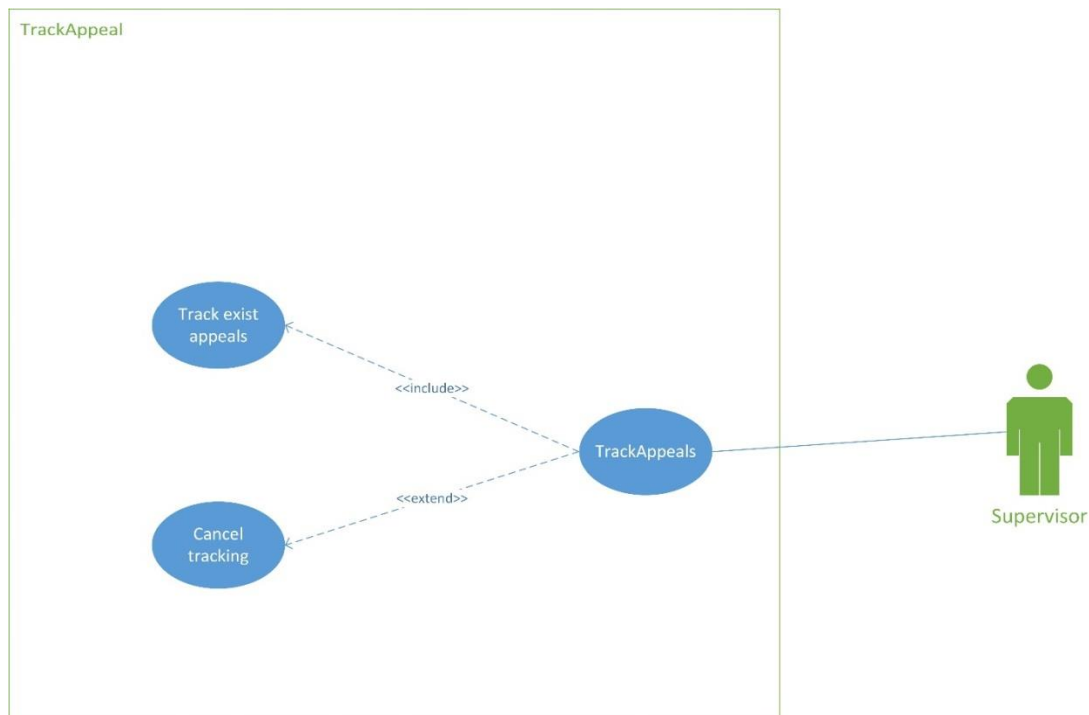 TrackAppeal
Track exist
appeals
<<include>>
TrackAppeals
<<extend>>
Cancel
tracking
Supervisor